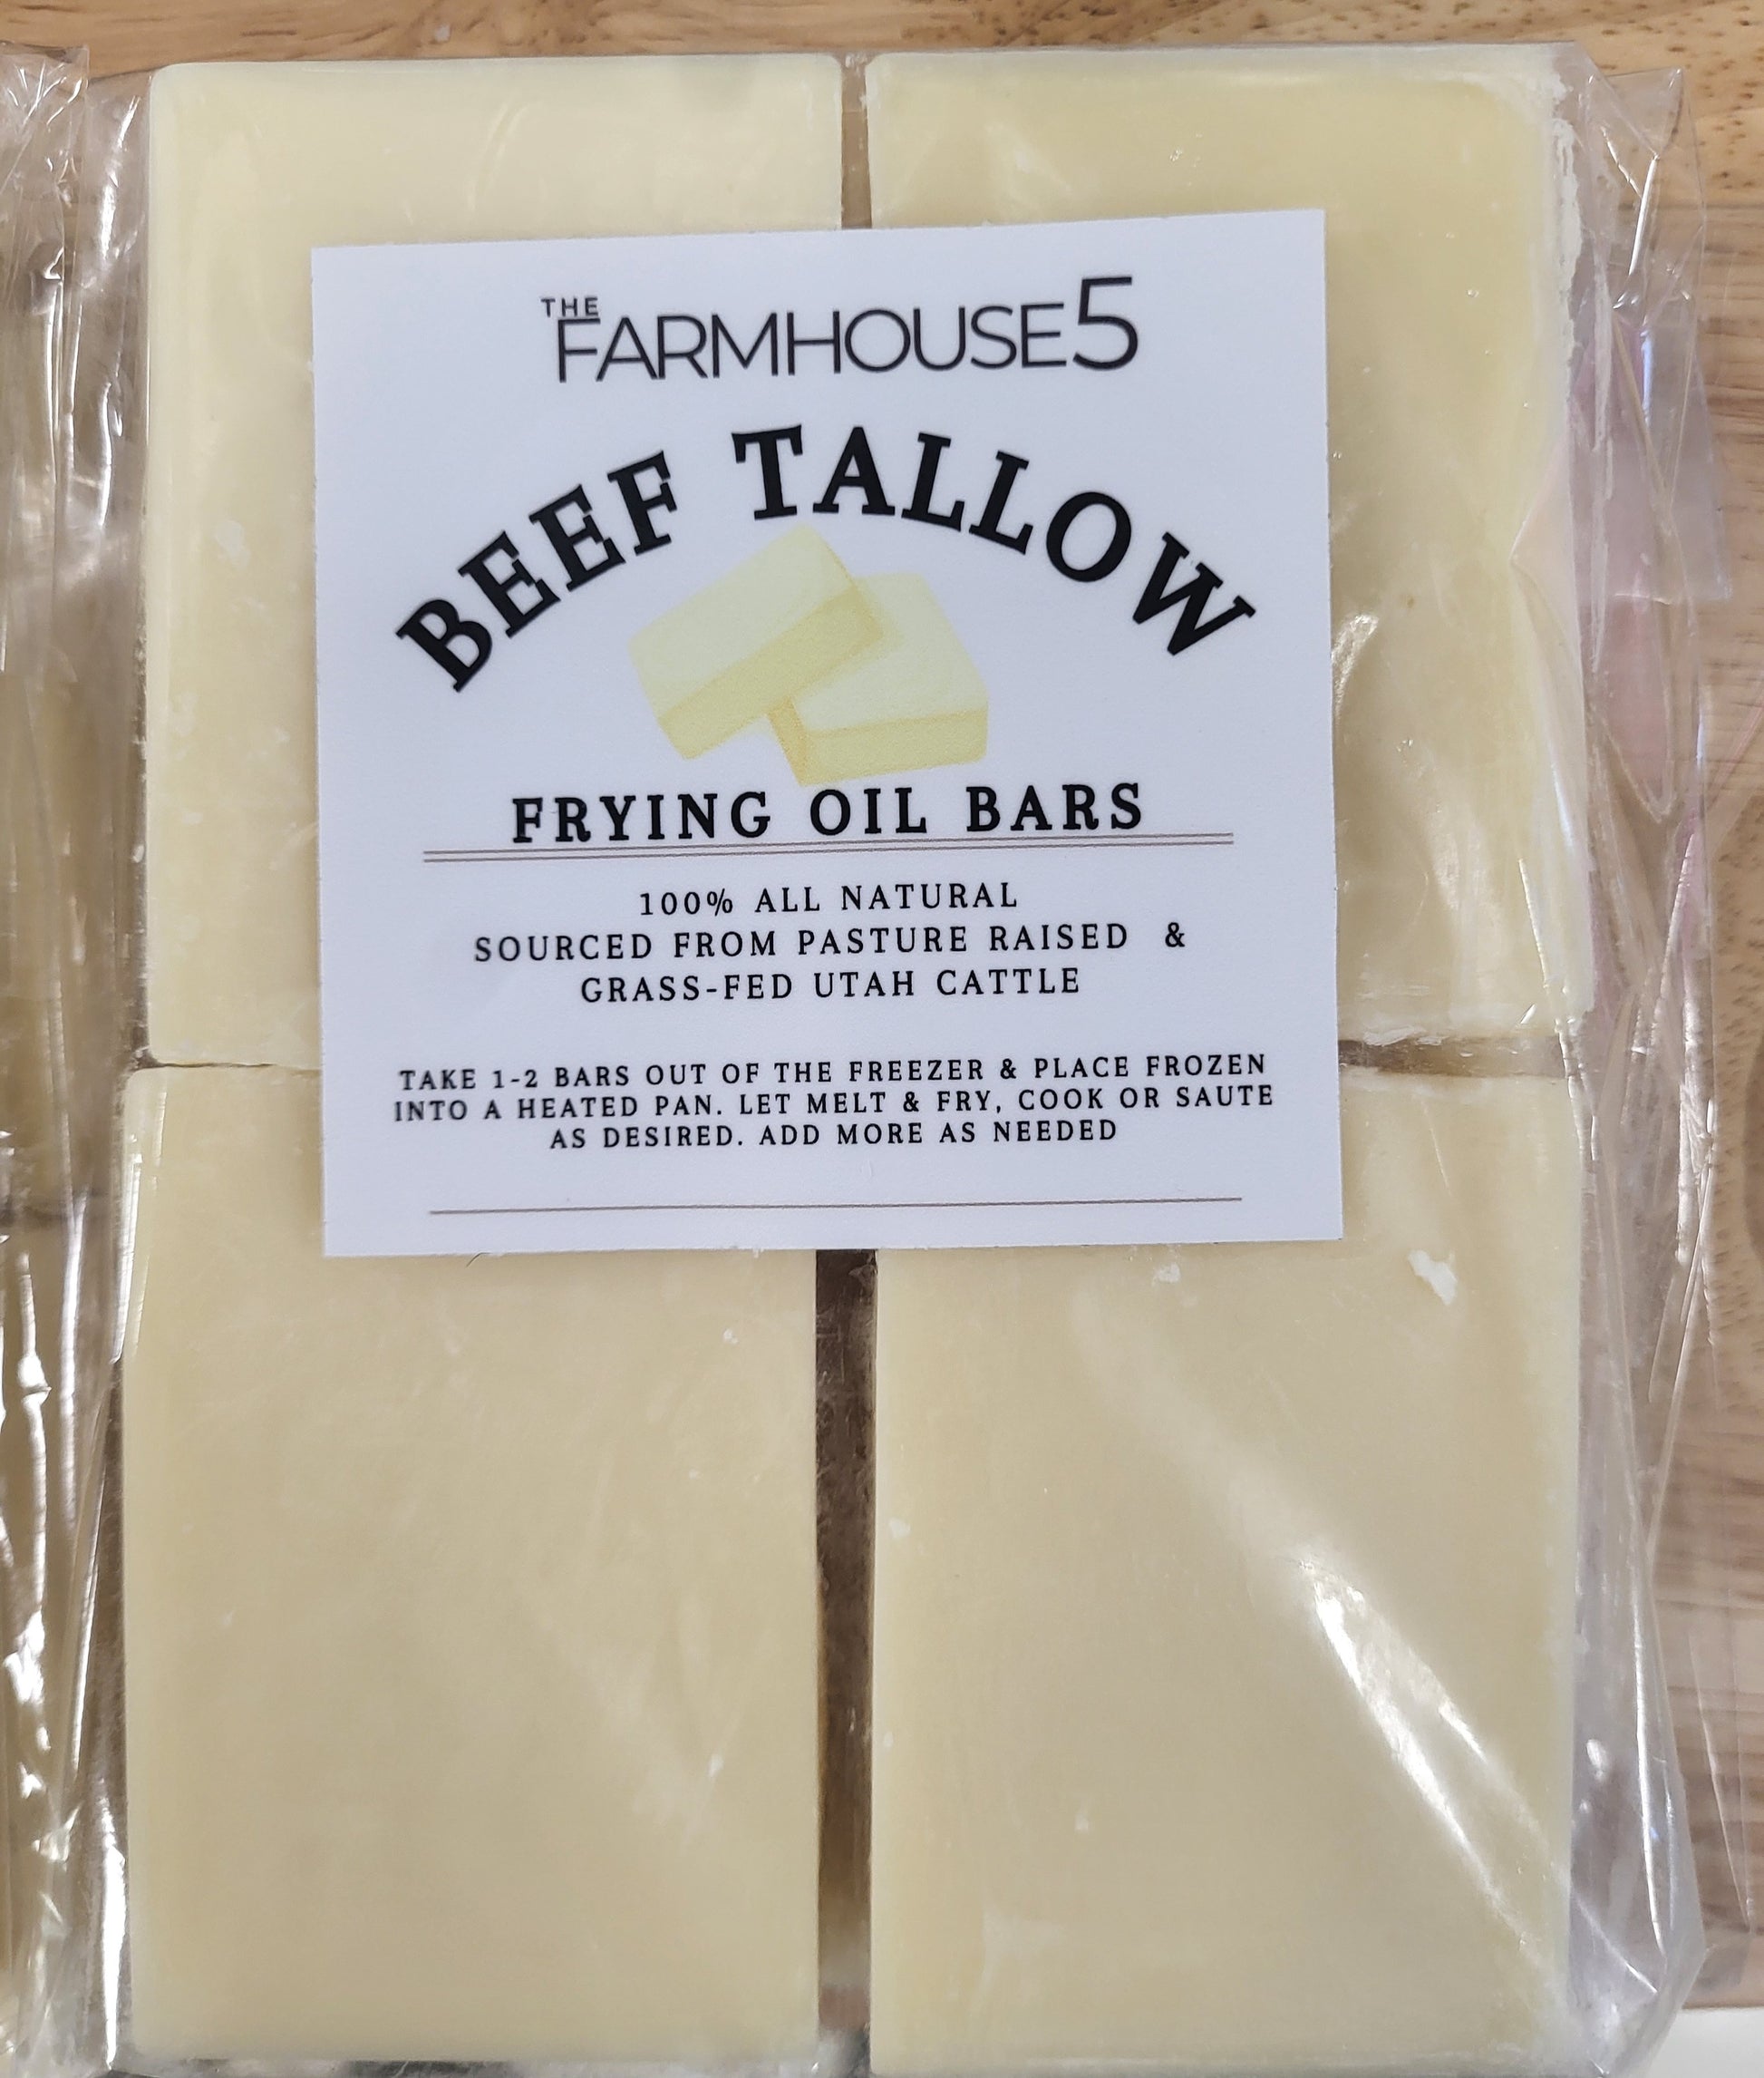 THE
FARMHOUSE5
BEEF TALLOW
FRYING OIL BARS
100% ALL NATURAL
SOURCED FROM PASTURE RAISED &
GRASS-FED UTAH CATTLE
TAKE 1-2 BARS OUT OF THE FREEZER & PLACE FROZEN
INTO A HEATED PAN. LET MELT & FRY, COOK OR SAUTE
AS DESIRED. ADD MORE AS NEEDED